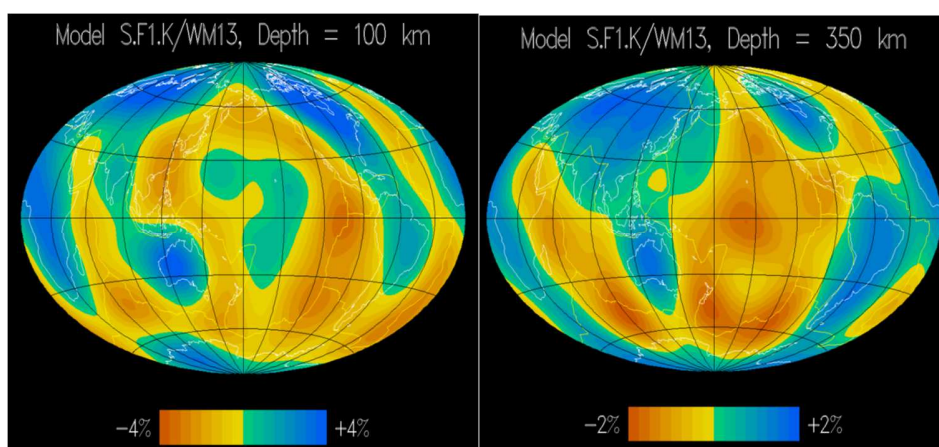 Model S.F1.K/WM13, Depth = 100 km
Model S.F1.K/WM13, Depth = 350 km
−4% +4%
−2% +2%